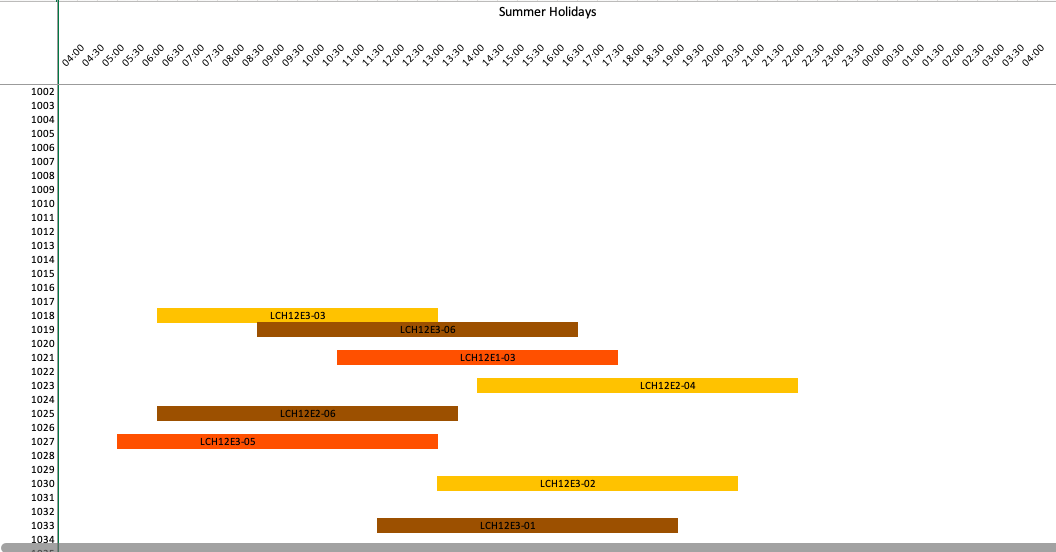 Summer Holidays
04:00 04:30 05:00 05:30 06:00 06:30 07:00 07:30 08:00 08:30 09:00 09:30 10:00 10:30 11:00 11:30 12:00 12:30 13:00 13:30 14:00 14:30 15:00 15:30 16:00 16:30 17:00 17:30 18:00 18:30 19:00 19:30 20:00 20:30 21:00 21:30 22:00 22:30 23:00 23:30 00:00 00:30 01:00 01:30 02:00 02:30 03:00 03:30 04:00
1002
1003
1004
1005
1006
1007
1008
1009
1010
1011
1012
1013
1014
1015
1016
1017
1018 LCH12E3-03
1019 LCH12E3-06
1020
1021 LCH12E1-03
1022
1023 LCH12E2-04
1024
1025 LCH12E2-06
1026
1027 LCH12E3-05
1028
1029
1030 LCH12E3-02
1031
1032
1033 LCH12E3-01
1034